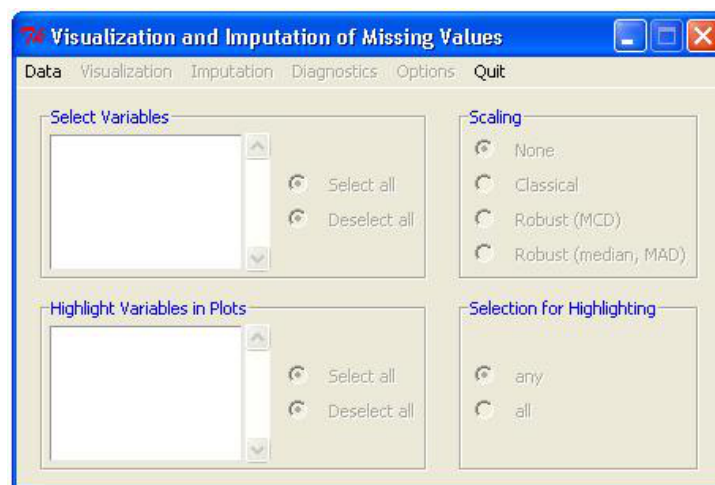 Visualization and Imputation of Missing Values
Data Visualization Imputation Diagnostics Options Quit
Select Variables
Select all
Deselect all
Scaling
None
Classical
Robust (MCD)
Robust (median, MAD)
Highlight Variables in Plots
Select all
Deselect all
Selection for Highlighting
any
all